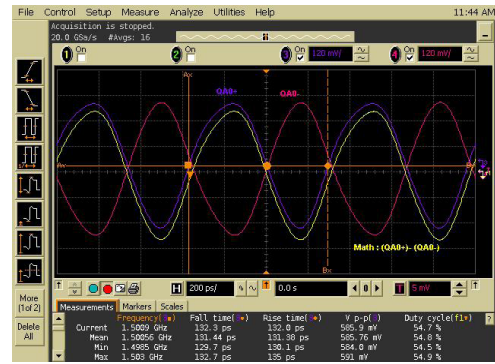 File Control Setup Measure Analyze Utilities Help 11:44 AM
Acquisition is stopped.
20.0 GSa/s #Avgs: 16
1 On 2 On 3 On 120 mV/ 4 On 120 mV/
Ax
QA0+ QA0-
Math : (QA0+)- (QA0-)
Bx
More
(1of 2)
Delete
All
H 200 ps/ 0.0 s 0 T 5 mV
Measurements Markers Scales
Frequency Fall time Rise time V p-p Duty cycle(f1)
Current 1.5009 GHz 132.3 ps 132.0 ps 585.9 mV 54.7 %
Mean 1.50056 GHz 131.44 ps 131.38 ps 585.76 mV 54.8 %
Min 1.4985 GHz 129.7 ps 130.1 ps 584.0 mV 54.5 %
Max 1.503 GHz 132.7 ps 135 ps 591 mV 54.9 %
?